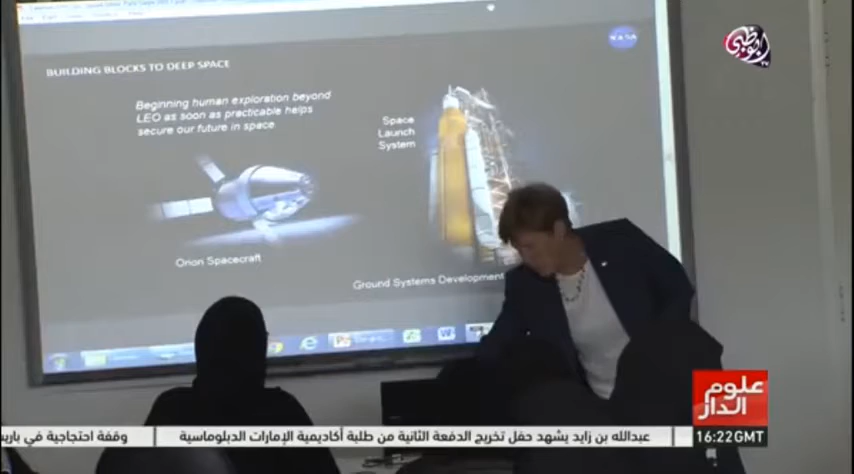 BUILDING BLOCKS TO DEEP SPACE
NASA
أبوظبي
TV
Beginning human exploration beyond
LEO as soon as practicable helps
secure our future in space
Space
Launch
System
Orion Spacecraft
Ground Systems Development
علوم
الدار
عبدالله بن زايد يشهد حفل تخريج الدفعة الثانية من طلبة أكاديمية الإمارات الدبلوماسية
وقفة احتجاجية في باريس
16:22GMT